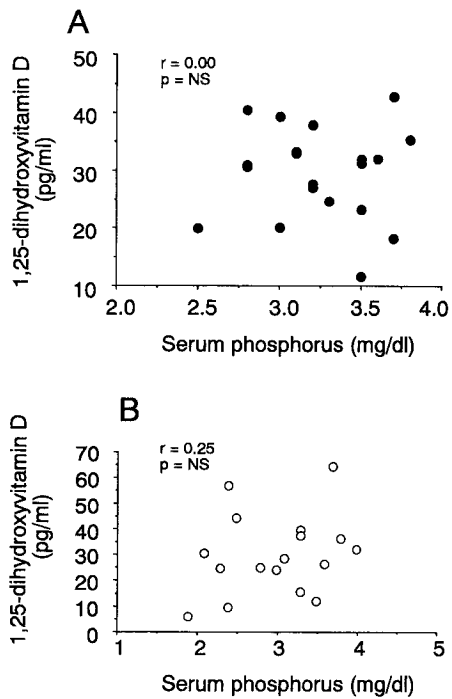 A
50
40
30
20
10
1,25-dihydroxyvitamin D
(pg/ml)
r = 0.00
p = NS
2.0 2.5 3.0 3.5 4.0
Serum phosphorus (mg/dl)
B
70
60
50
40
30
20
10
0
1,25-dihydroxyvitamin D
(pg/ml)
r = 0.25
p = NS
1 2 3 4 5
Serum phosphorus (mg/dl)